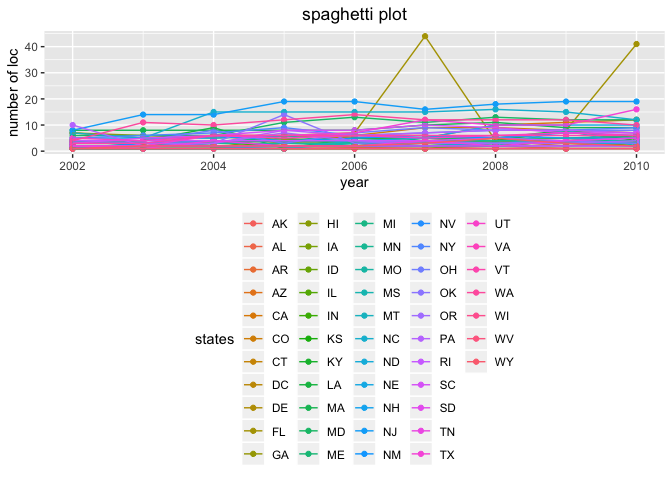 spaghetti plot
number of loc
40
30
20
10
0
2002 2004 2006 2008 2010
year
states
AK HI MI NV UT
AL IA MN NY VA
AR ID MO OH VT
AZ IL MS OK WA
CA IN MT OR WI
CO KS NC PA WV
CT KY ND RI WY
DC LA NE SC
DE MA NH SD
FL MD NJ TN
GA ME NM TX